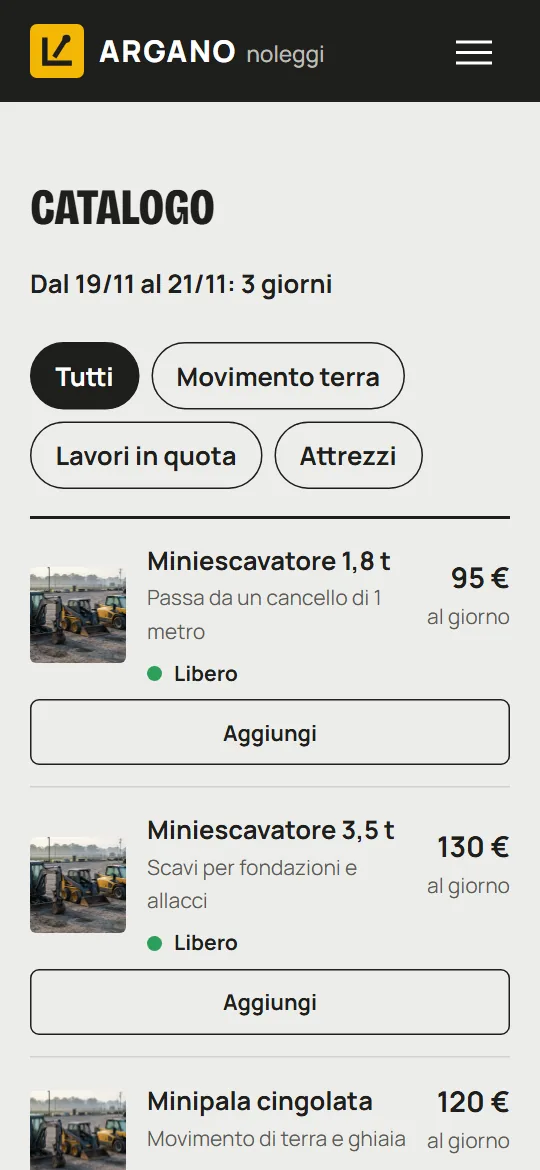 ARGANO noleggi
CATALOGO
Dal 19/11 al 21/11: 3 giorni
Tutti
Movimento terra
Lavori in quota
Attrezzi
Miniescavatore 1,8 t
95 €
Passa da un cancello di 1
metro
al giorno
Libero
Aggiungi
Miniescavatore 3,5 t
130 €
Scavi per fondazioni e
allacci
al giorno
Libero
Aggiungi
Minipala cingolata
120 €
Movimento di terra e ghiaia
al giorno